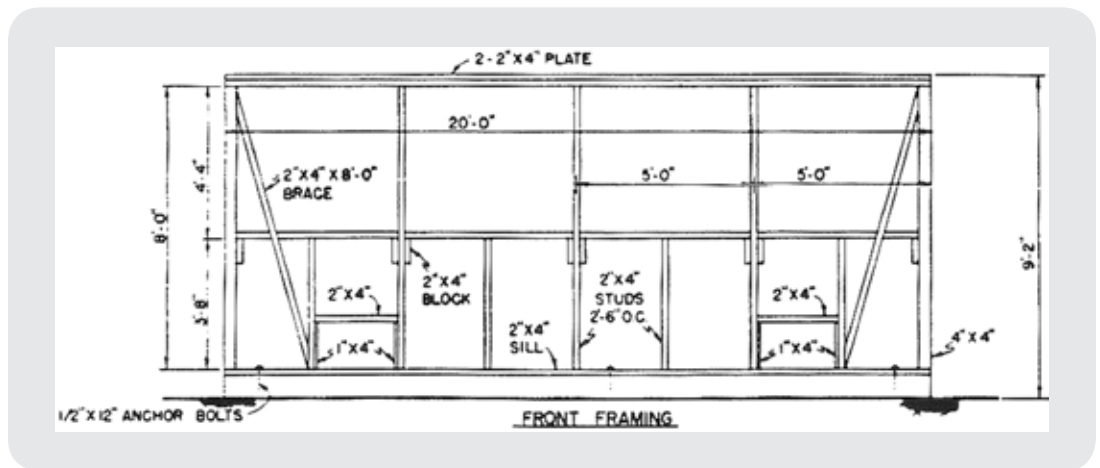 2-2"X4" PLATE
20'-0"
2"X4"X8'-0"
BRACE
5'-0"
5'-0"
4'-4"
8'-0"
9'-2"
3'-8"
2"X4"
BLOCK
2"X4"
2"X4"
STUDS
2'-6" O.C.
2"X4"
2"X4"
SILL
1"X4"
1"X4"
4"X4"
1/2"X12" ANCHOR BOLTS
FRONT FRAMING